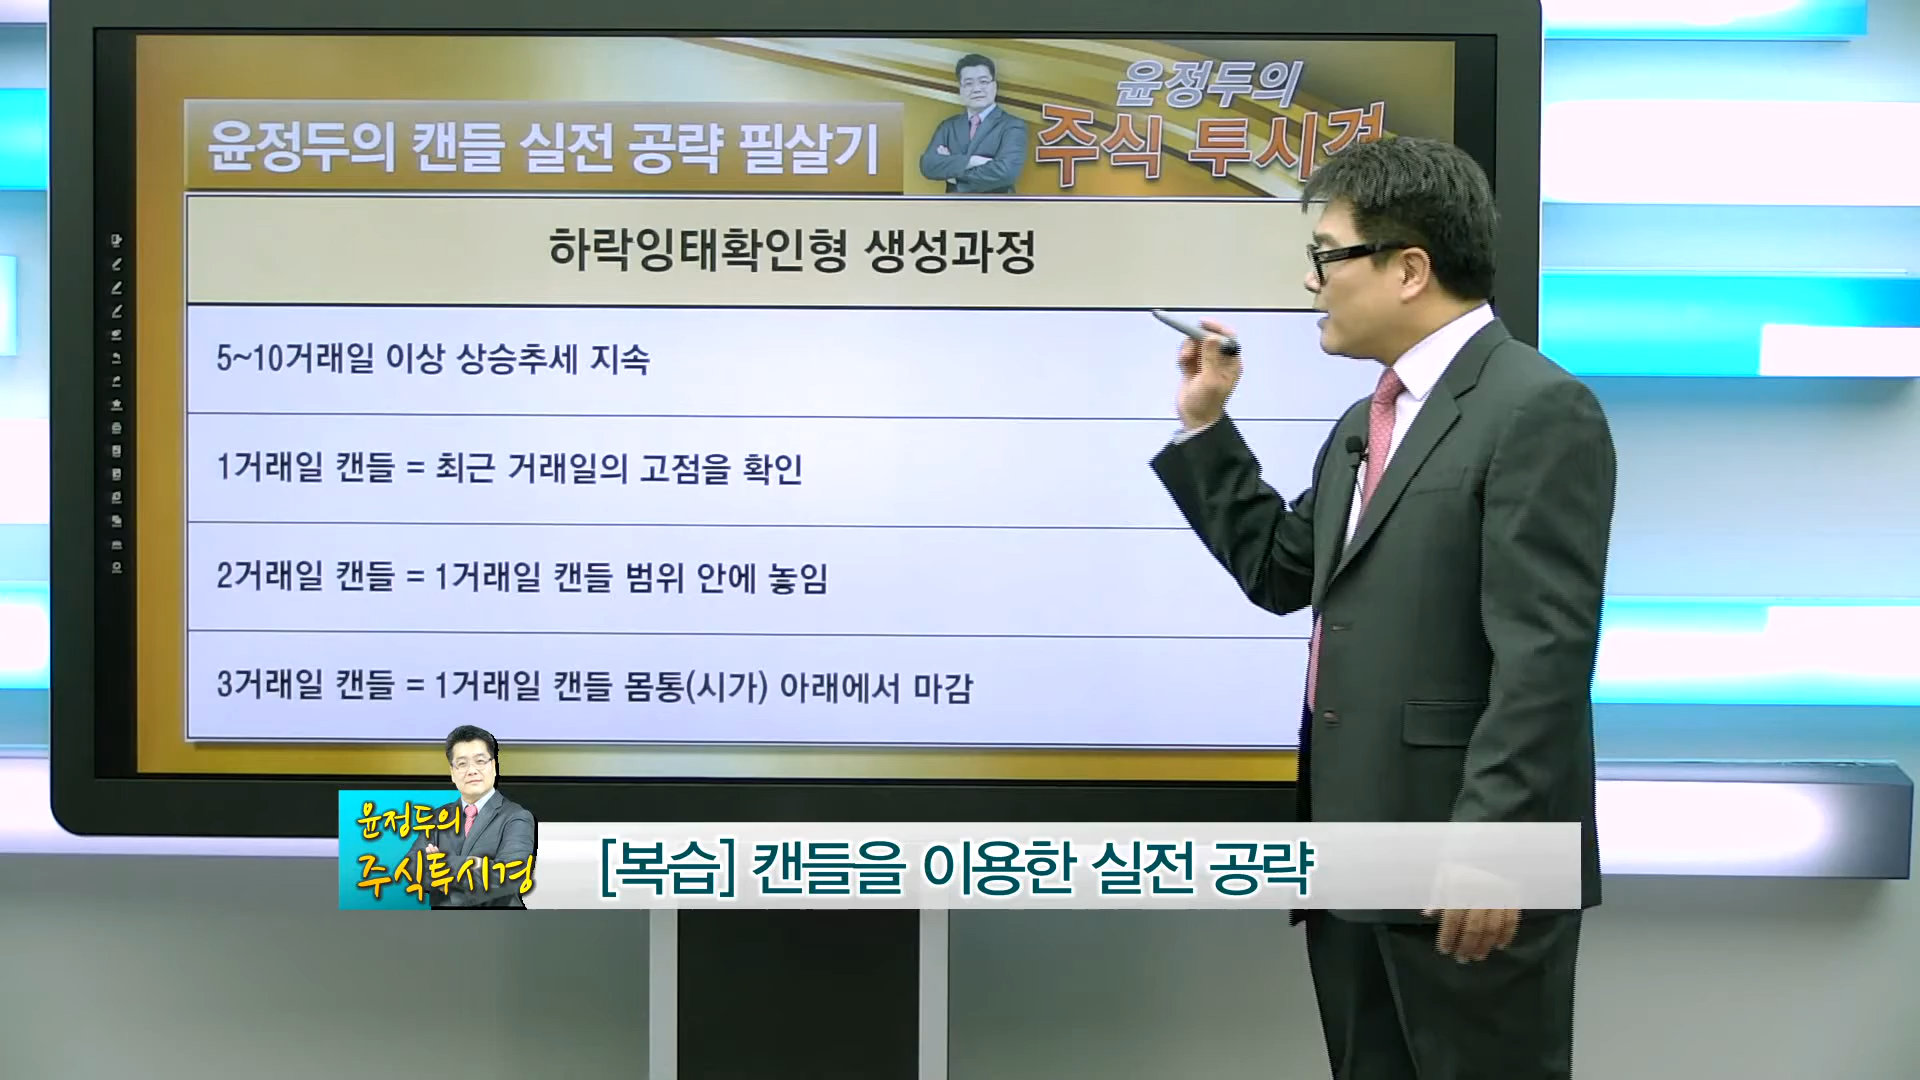 윤정두의
주식 투시경
윤정두의 캔들 실전 공략 필살기
하락잉태확인형 생성과정
5~10거래일 이상 상승추세 지속
1거래일 캔들 = 최근 거래일의 고점을 확인
2거래일 캔들 = 1거래일 캔들 범위 안에 놓임
3거래일 캔들 = 1거래일 캔들 몸통(시가) 아래에서 마감
윤정두의
주식투시경
[복습] 캔들을 이용한 실전 공략